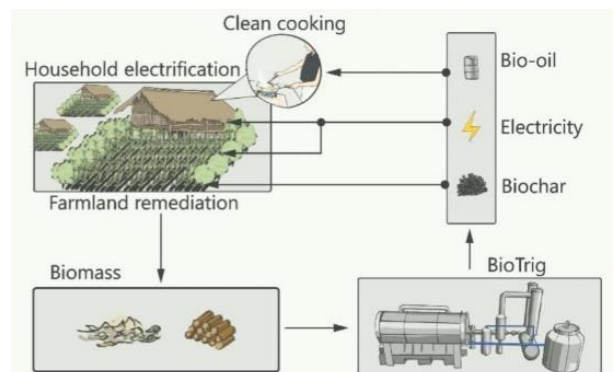 Clean cooking
Household electrification
Bio-oil
Electricity
Biochar
Farmland remediation
Biomass
BioTrig